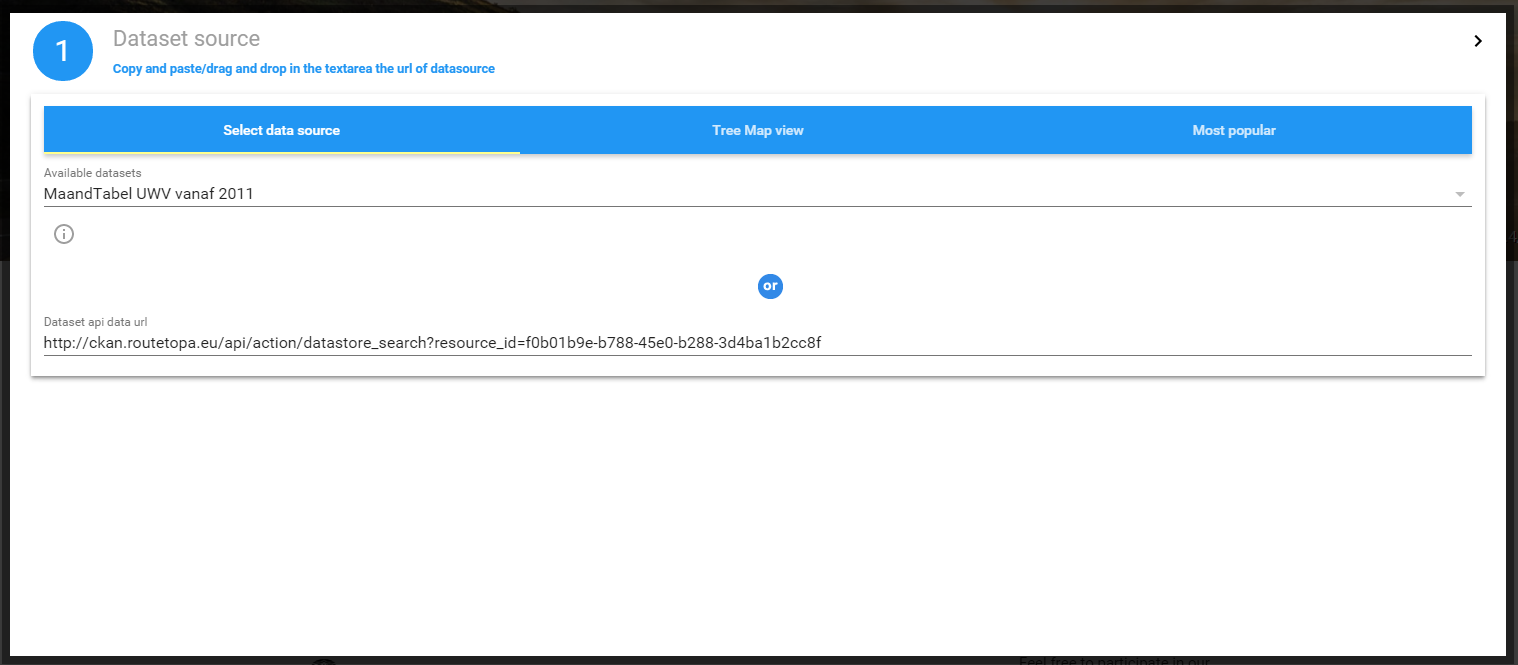 1
Dataset source
Copy and paste/drag and drop in the textarea the url of datasource
Select data source
Tree Map view
Most popular
Available datasets
MaandTabel UWV vanaf 2011
or
Dataset api data url
http://ckan.routetopa.eu/api/action/datastore_search?resource_id=f0b01b9e-b788-45e0-b288-3d4ba1b2cc8f
Feel free to participate in our